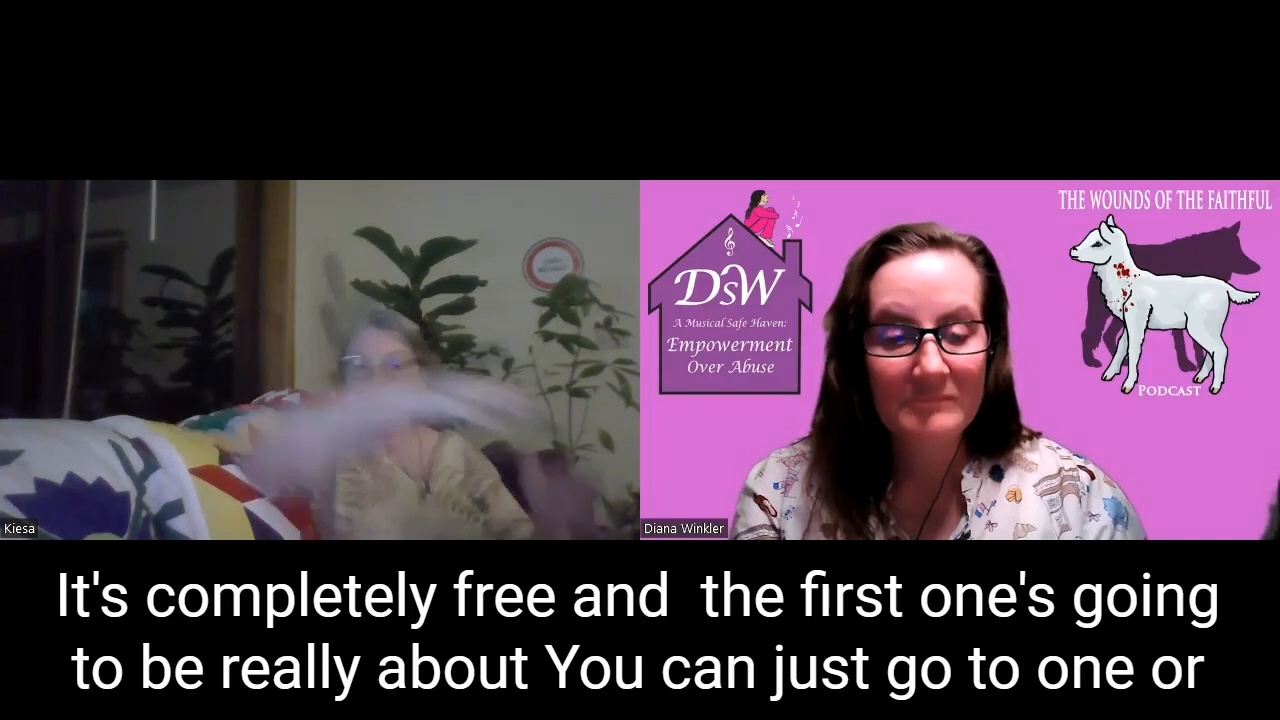 THE WOUNDS OF THE FAITHFUL
DSW
A Musical Safe Haven:
Empowerment
Over Abuse
PODCAST
Kiesa
Diana Winkler
It's completely free and  the first one's going
to be really about You can just go to one or